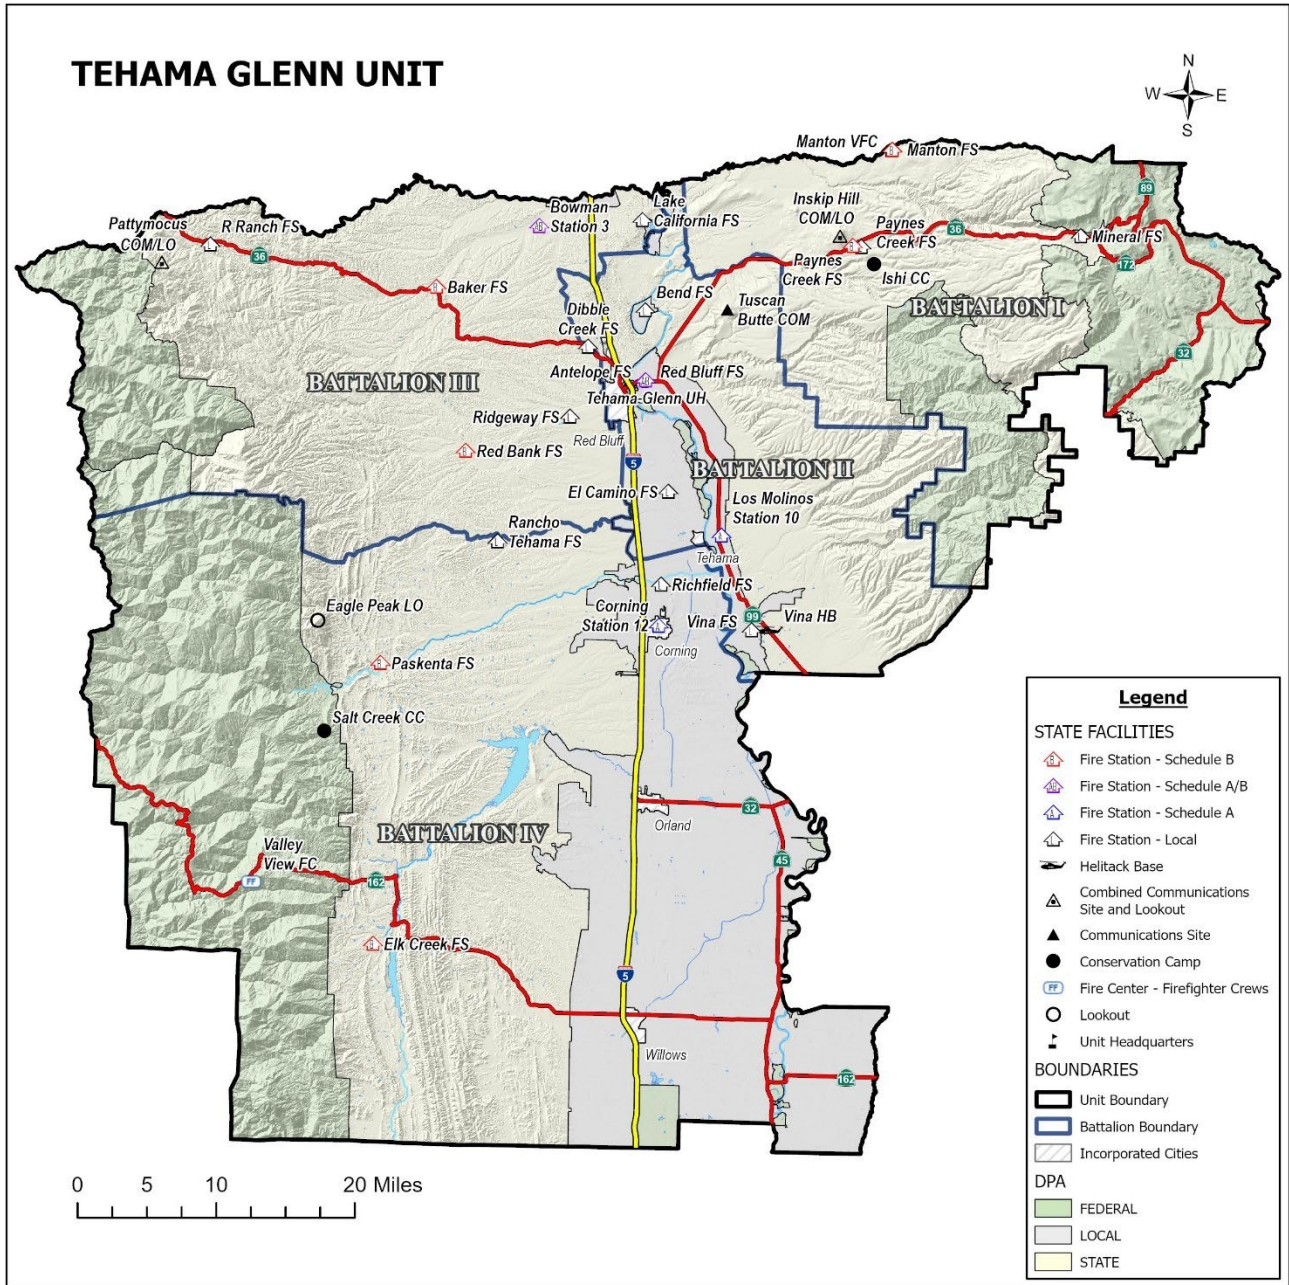 TEHAMA GLENN UNIT
N
W
E
S
Manton VFC
Manton FS
89
Pattymocus
COM/LO
R Ranch FS
36
Bowman
Station 3
Lake
California FS
Inskip Hill
COM/LO
Paynes
Creek FS
36
Mineral FS
172
Paynes
Creek FS
Ishi CC
Baker FS
Bend FS
Dibble
Creek FS
Tuscan
Butte COM
BATTALION I
32
Antelope FS
Red Bluff FS
BATTALION III
Tehama-Glenn UH
Ridgeway FS
Red Bluff
Red Bank FS
5
BATTALION II
El Camino FS
Los Molinos
Station 10
Rancho
Tehama FS
Tehama
Richfield FS
Eagle Peak LO
Corning
Station 12
Vina FS
99
Vina HB
Corning
Paskenta FS
Salt Creek CC
32
Orland
BATTALION IV
Valley
View FC
FF
162
45
Elk Creek FS
5
Willows
162
0 5 10 20 Miles
Legend
STATE FACILITIES
B Fire Station - Schedule B
AB Fire Station - Schedule A/B
A Fire Station - Schedule A
L Fire Station - Local
Helitack Base
Combined Communications
Site and Lookout
Communications Site
Conservation Camp
FF Fire Center - Firefighter Crews
Lookout
Unit Headquarters
BOUNDARIES
Unit Boundary
Battalion Boundary
Incorporated Cities
DPA
FEDERAL
LOCAL
STATE